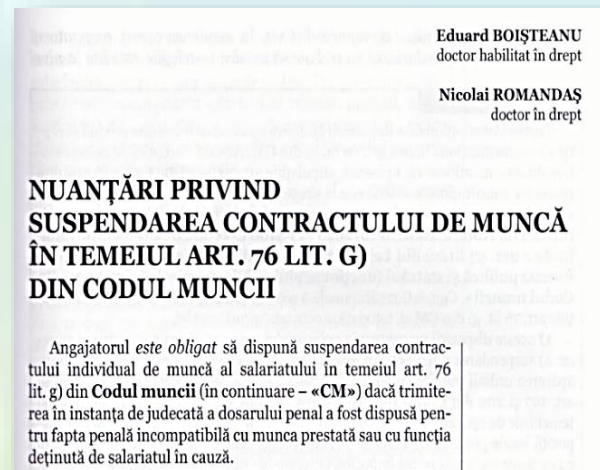 Eduard BOIŞTEANU
doctor habilitat în drept
Nicolai ROMANDAŞ
doctor în drept
NUANŢĂRI PRIVIND
SUSPENDAREA CONTRACTULUI DE MUNCĂ
ÎN TEMEIUL ART. 76 LIT. G)
DIN CODUL MUNCII
Angajatorul este obligat să dispună suspendarea contrac-
tului individual de muncă al salariatului în temeiul art. 76
lit. g) din Codul muncii (în continuare – «CM») dacă trimite-
rea în instanţa de judecată a dosarului penal a fost dispusă pen-
tru fapta penală incompatibilă cu munca prestată sau cu funcţia
deţinută de salariatul în cauză.